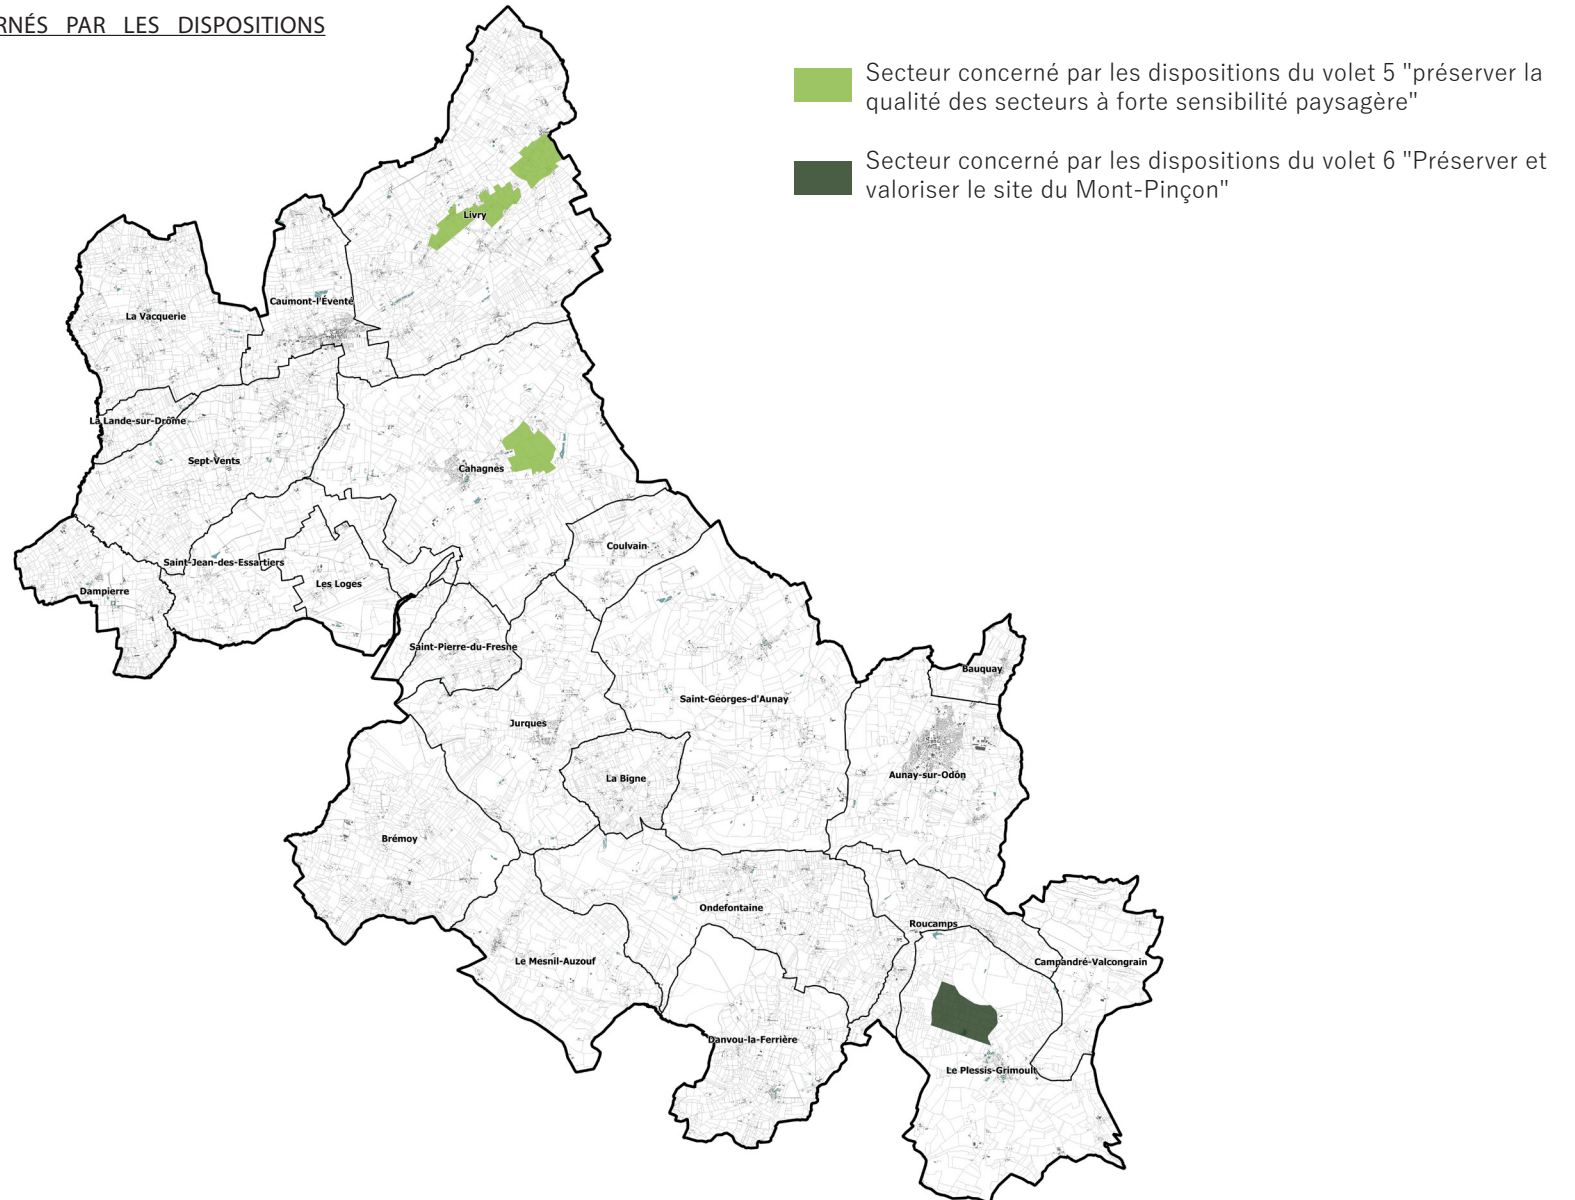 RNÉS PAR LES DISPOSITIONS
Secteur concerné par les dispositions du volet 5 "préserver la
qualité des secteurs à forte sensibilité paysagère"
Secteur concerné par les dispositions du volet 6 "Préserver et
valoriser le site du Mont-Pinçon"
Livry
Caumont-l'Éventé
La Vacquerie
La Lande-sur-Drôme
Sept-Vents
Cahagnes
Coulvain
Saint-Jean-des-Essartiers
Les Loges
Dampierre
Saint-Pierre-du-Fresne
Bauquay
Saint-Georges-d'Aunay
Jurques
Aunay-sur-Odon
La Bigne
Brémoy
Ondefontaine
Roucamps
Le Mesnil-Auzouf
Campandré-Valcongrain
Danvou-la-Ferrière
Le Plessis-Grimoult